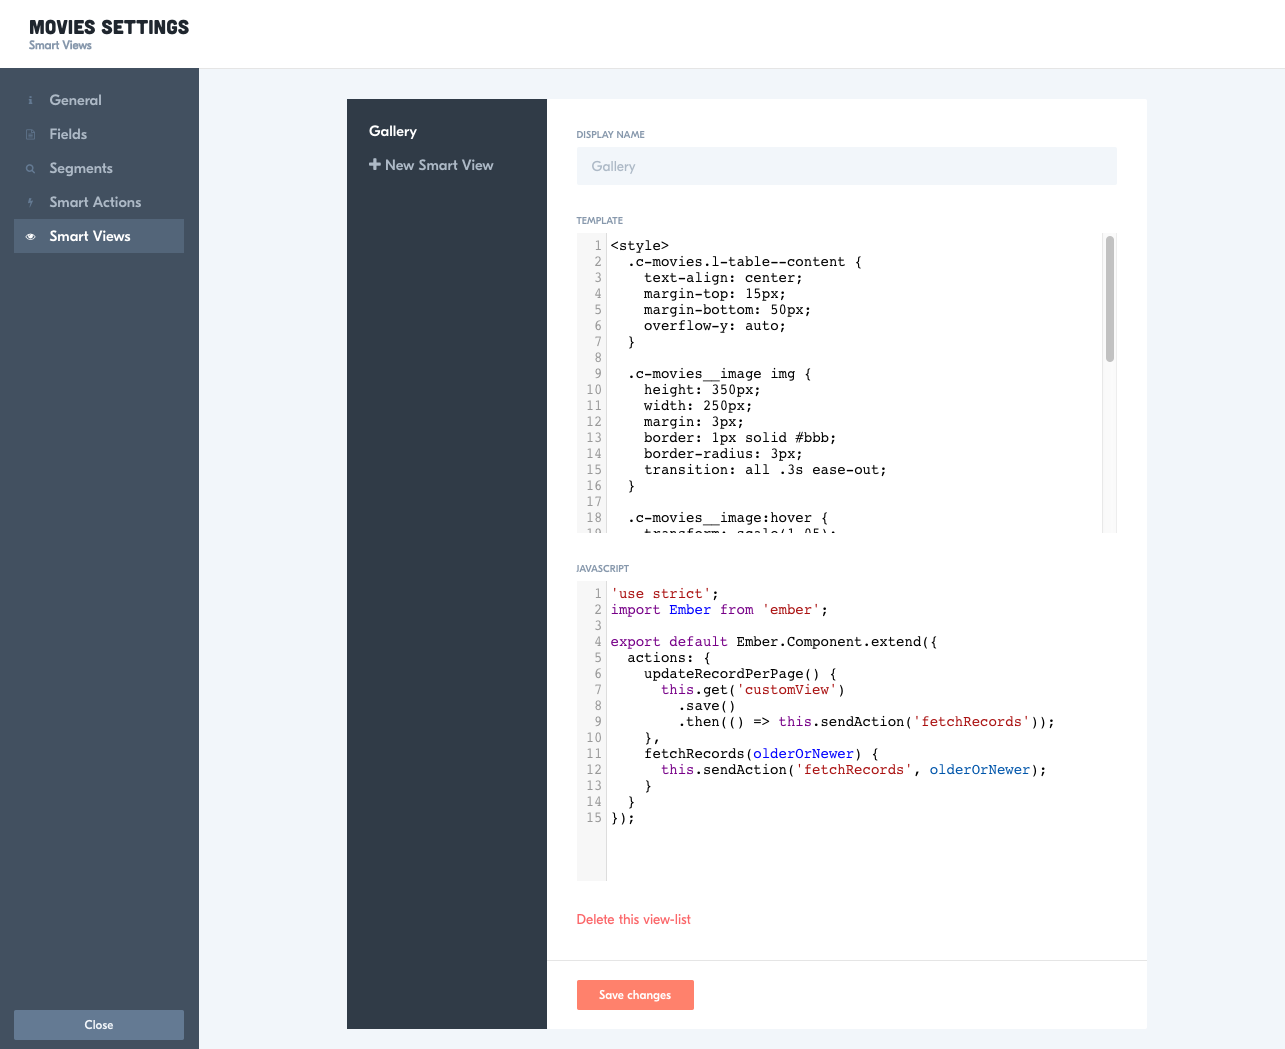 MOVIES SETTINGS
Smart Views
General
Fields
Segments
Smart Actions
Smart Views
Close
Gallery
New Smart View
DISPLAY NAME
Gallery
TEMPLATE
1 <style>
2   .c-movies.l-table--content {
3     text-align: center;
4     margin-top: 15px;
5     margin-bottom: 50px;
6     overflow-y: auto;
7   }
8
9   .c-movies__image img {
10     height: 350px;
11     width: 250px;
12     margin: 3px;
13     border: 1px solid #bbb;
14     border-radius: 3px;
15     transition: all .3s ease-out;
16   }
17
18   .c-movies__image:hover {
19     transform: scale(1.05);
JAVASCRIPT
1 'use strict';
2 import Ember from 'ember';
3
4 export default Ember.Component.extend({
5   actions: {
6     updateRecordPerPage() {
7       this.get('customView')
8         .save()
9         .then(() => this.sendAction('fetchRecords'));
10     },
11     fetchRecords(olderOrNewer) {
12       this.sendAction('fetchRecords', olderOrNewer);
13     }
14   }
15 });
Delete this view-list
Save changes